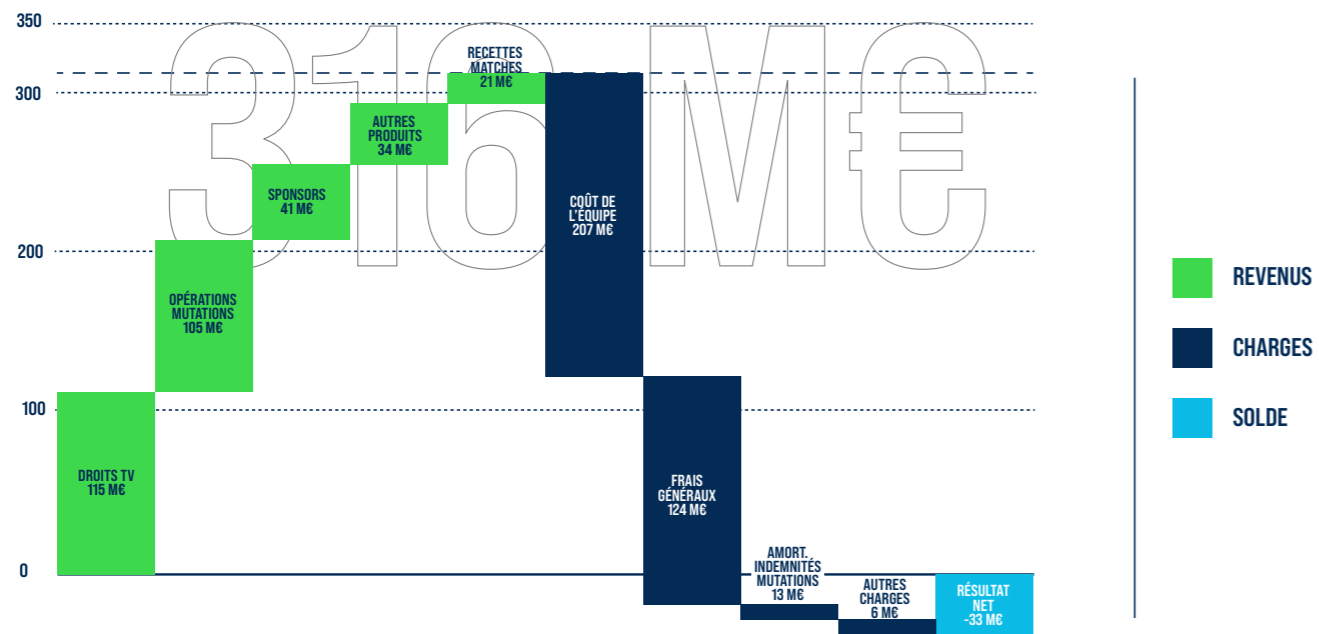 350
300
200
100
0
316 M€
DROITS TV
115 M€
OPÉRATIONS
MUTATIONS
105 M€
SPONSORS
41 M€
AUTRES
PRODUITS
34 M€
RECETTES
MATCHES
21 M€
COÛT DE
L'ÉQUIPE
207 M€
FRAIS
GÉNÉRAUX
124 M€
AMORT.
INDEMNITÉS
MUTATIONS
13 M€
AUTRES
CHARGES
6 M€
RÉSULTAT
NET
-33 M€
REVENUS
CHARGES
SOLDE